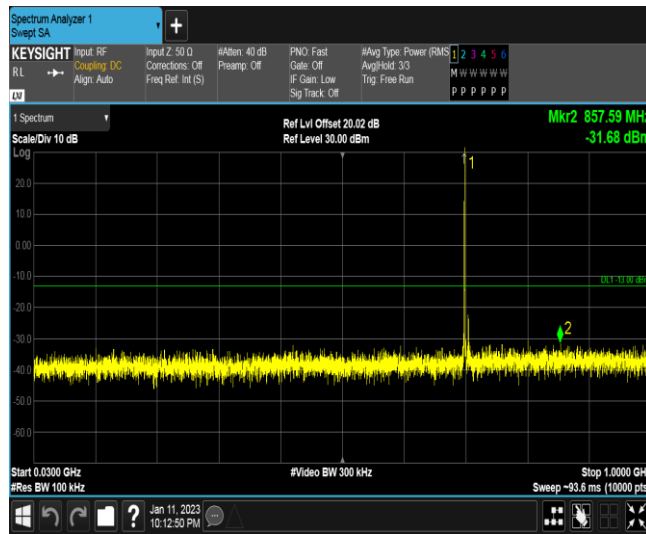 Spectrum Analyzer 1
Swept SA
+
KEYSIGHT Input: RF Input Z: 50 Ω #Atten: 40 dB PNO: Fast #Avg Type: Power (RMS 1 2 3 4 5 6
RL Coupling: DC Corrections: Off Preamp: Off Gate: Off Avg|Hold: 3/3 M W W W W W
Align: Auto Freq Ref: Int (S) IF Gain: Low Trig: Free Run
LXI Sig Track: Off P P P P P P
1 Spectrum Ref Lvl Offset 20.02 dB Mkr2 857.59 MHz
Scale/Div 10 dB Ref Level 30.00 dBm -31.68 dBm
Log
1
20.0
10.0
0.00
-10.0
DL1 -13.00 dBm
-20.0
-30.0
2
-40.0
-50.0
-60.0
Start 0.0300 GHz #Video BW 300 kHz Stop 1.0000 GHz
#Res BW 100 kHz Sweep ~93.6 ms (10000 pts
? Jan 11, 2023
10:12:50 PM